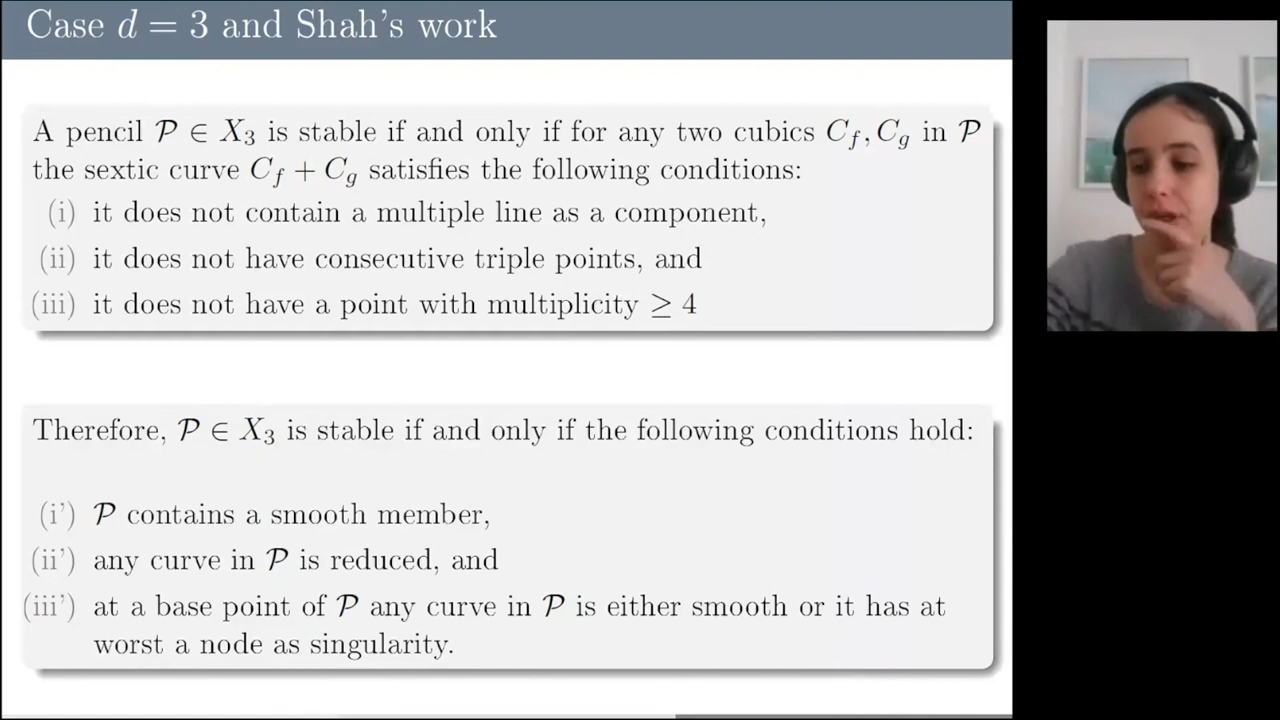 Case d = 3 and Shah's work
A pencil 𝒫 ∈ X₃ is stable if and only if for any two cubics C_f, C_g in 𝒫
the sextic curve C_f + C_g satisfies the following conditions:
(i) it does not contain a multiple line as a component,
(ii) it does not have consecutive triple points, and
(iii) it does not have a point with multiplicity ≥ 4
Therefore, 𝒫 ∈ X₃ is stable if and only if the following conditions hold:
(i') 𝒫 contains a smooth member,
(ii') any curve in 𝒫 is reduced, and
(iii') at a base point of 𝒫 any curve in 𝒫 is either smooth or it has at
worst a node as singularity.